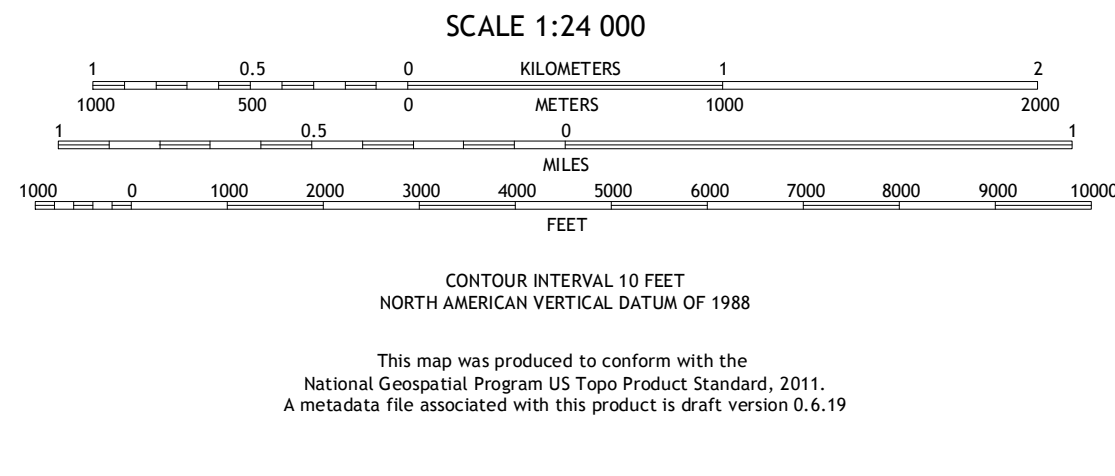 SCALE 1:24 000
1 0.5 0 KILOMETERS 1 2
1000 500 0 METERS 1000 2000
1 0.5 0 1
MILES
1000 0 1000 2000 3000 4000 5000 6000 7000 8000 9000 10000
FEET
CONTOUR INTERVAL 10 FEET
NORTH AMERICAN VERTICAL DATUM OF 1988
This map was produced to conform with the
National Geospatial Program US Topo Product Standard, 2011.
A metadata file associated with this product is draft version 0.6.19